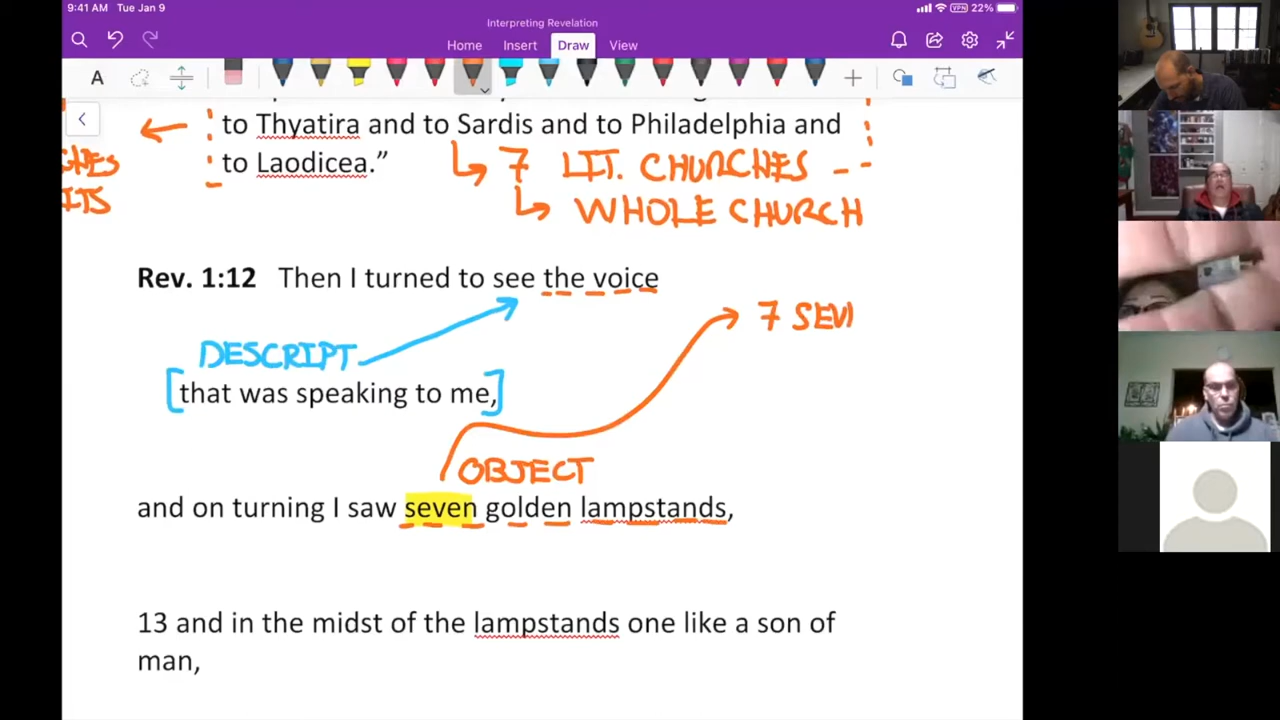 9:41 AM Tue Jan 9
VPN 22%
Interpreting Revelation
Home Insert Draw View
A
to Thyatira and to Sardis and to Philadelphia and
to Laodicea.”
7 LIT. CHURCHES
WHOLE CHURCH
Rev. 1:12 Then I turned to see the voice
7 SEV
DESCRIPT
[that was speaking to me,]
OBJECT
and on turning I saw seven golden lampstands,
13 and in the midst of the lampstands one like a son of
man,